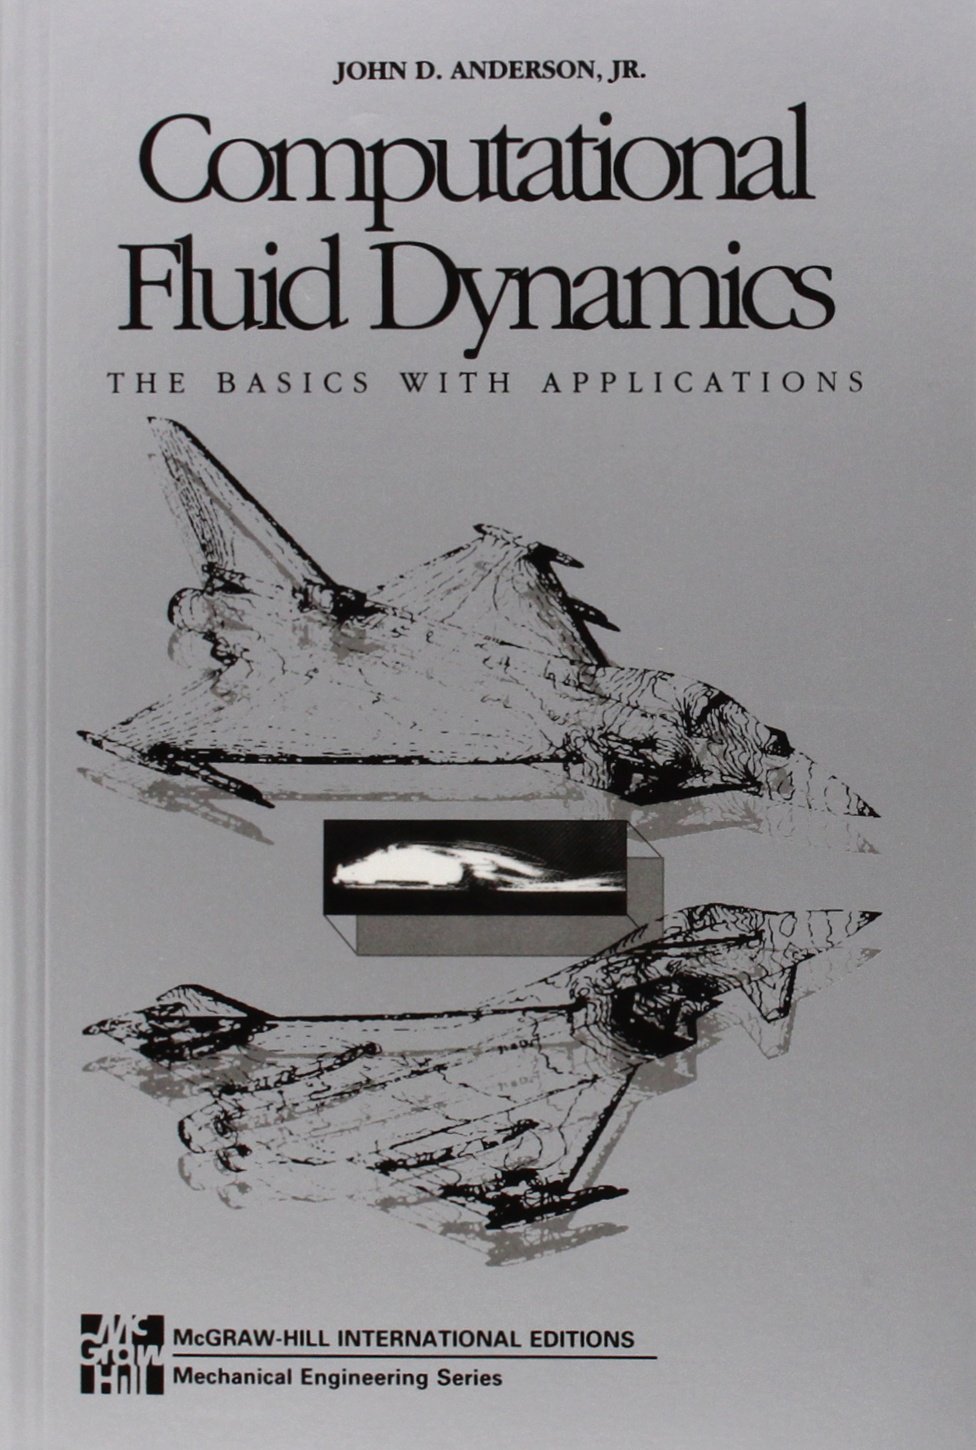 JOHN D. ANDERSON, JR.
Computational
Fluid Dynamics
THE BASICS WITH APPLICATIONS
Mc
Graw
Hill
McGRAW-HILL INTERNATIONAL EDITIONS
Mechanical Engineering Series